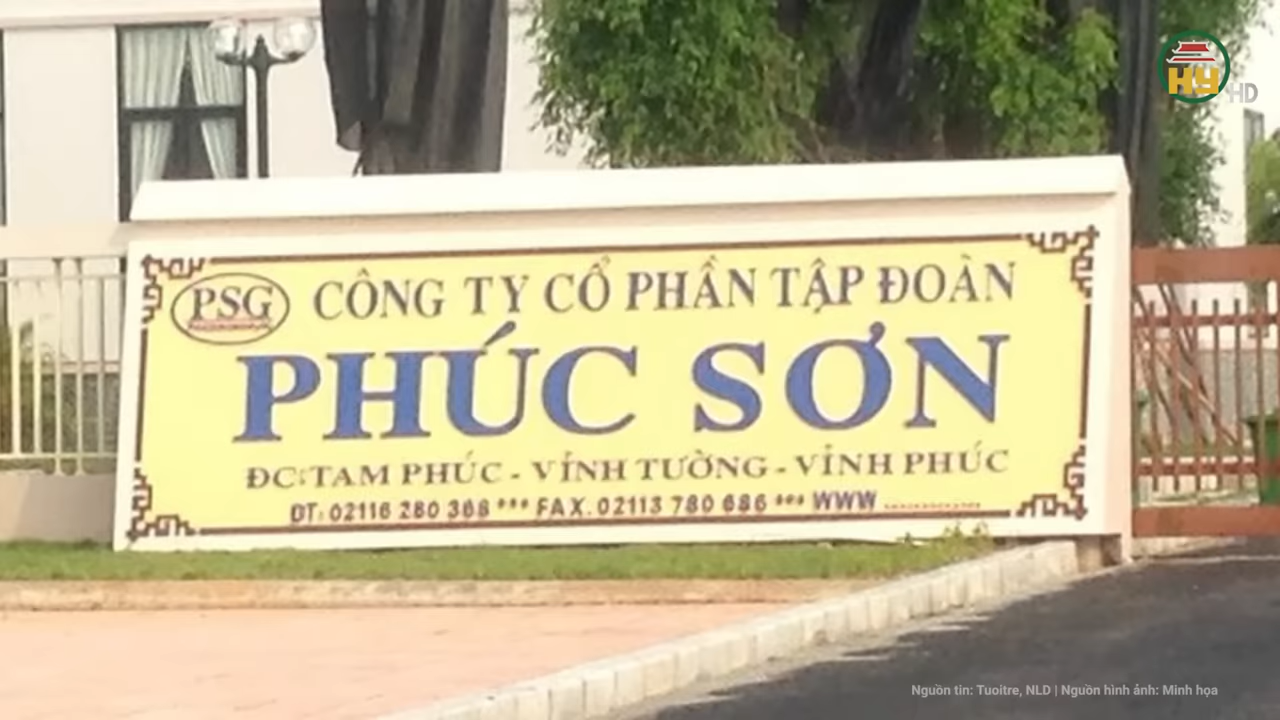 HY HD
PSG
CÔNG TY CỔ PHẦN TẬP ĐOÀN
PHÚC SƠN
ĐC: TAM PHÚC - VĨNH TƯỜNG - VĨNH PHÚC
ĐT: 02116 280 368 *** FAX. 02113 780 686 *** WWW
Nguồn tin: Tuoitre, NLD | Nguồn hình ảnh: Minh họa